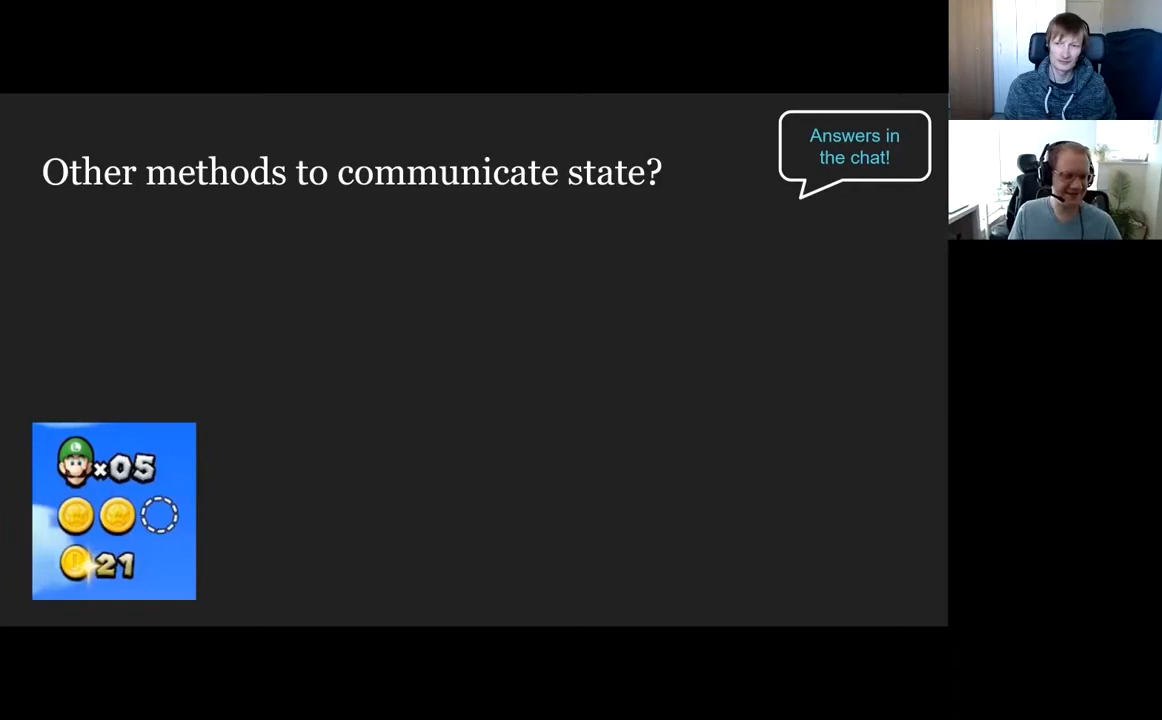 Other methods to communicate state?
Answers in
the chat!
L
×05
21